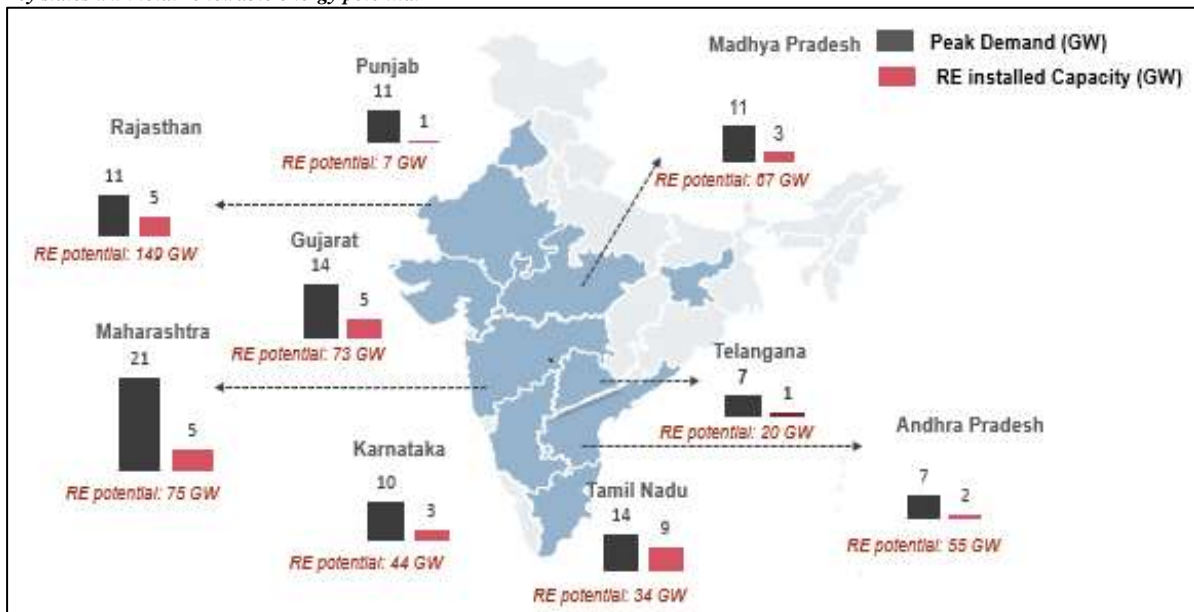 energy potential
Madhya Pradesh
Peak Demand (GW)
RE installed Capacity (GW)
Punjab
11
1
RE potential: 7 GW
11
3
RE potential: 67 GW
Rajasthan
11
5
RE potential: 149 GW
Gujarat
14
5
RE potential: 73 GW
Maharashtra
21
5
RE potential: 75 GW
Telangana
7
1
RE potential: 20 GW
Andhra Pradesh
7
2
RE potential: 55 GW
Karnataka
10
3
RE potential: 44 GW
Tamil Nadu
14
9
RE potential: 34 GW